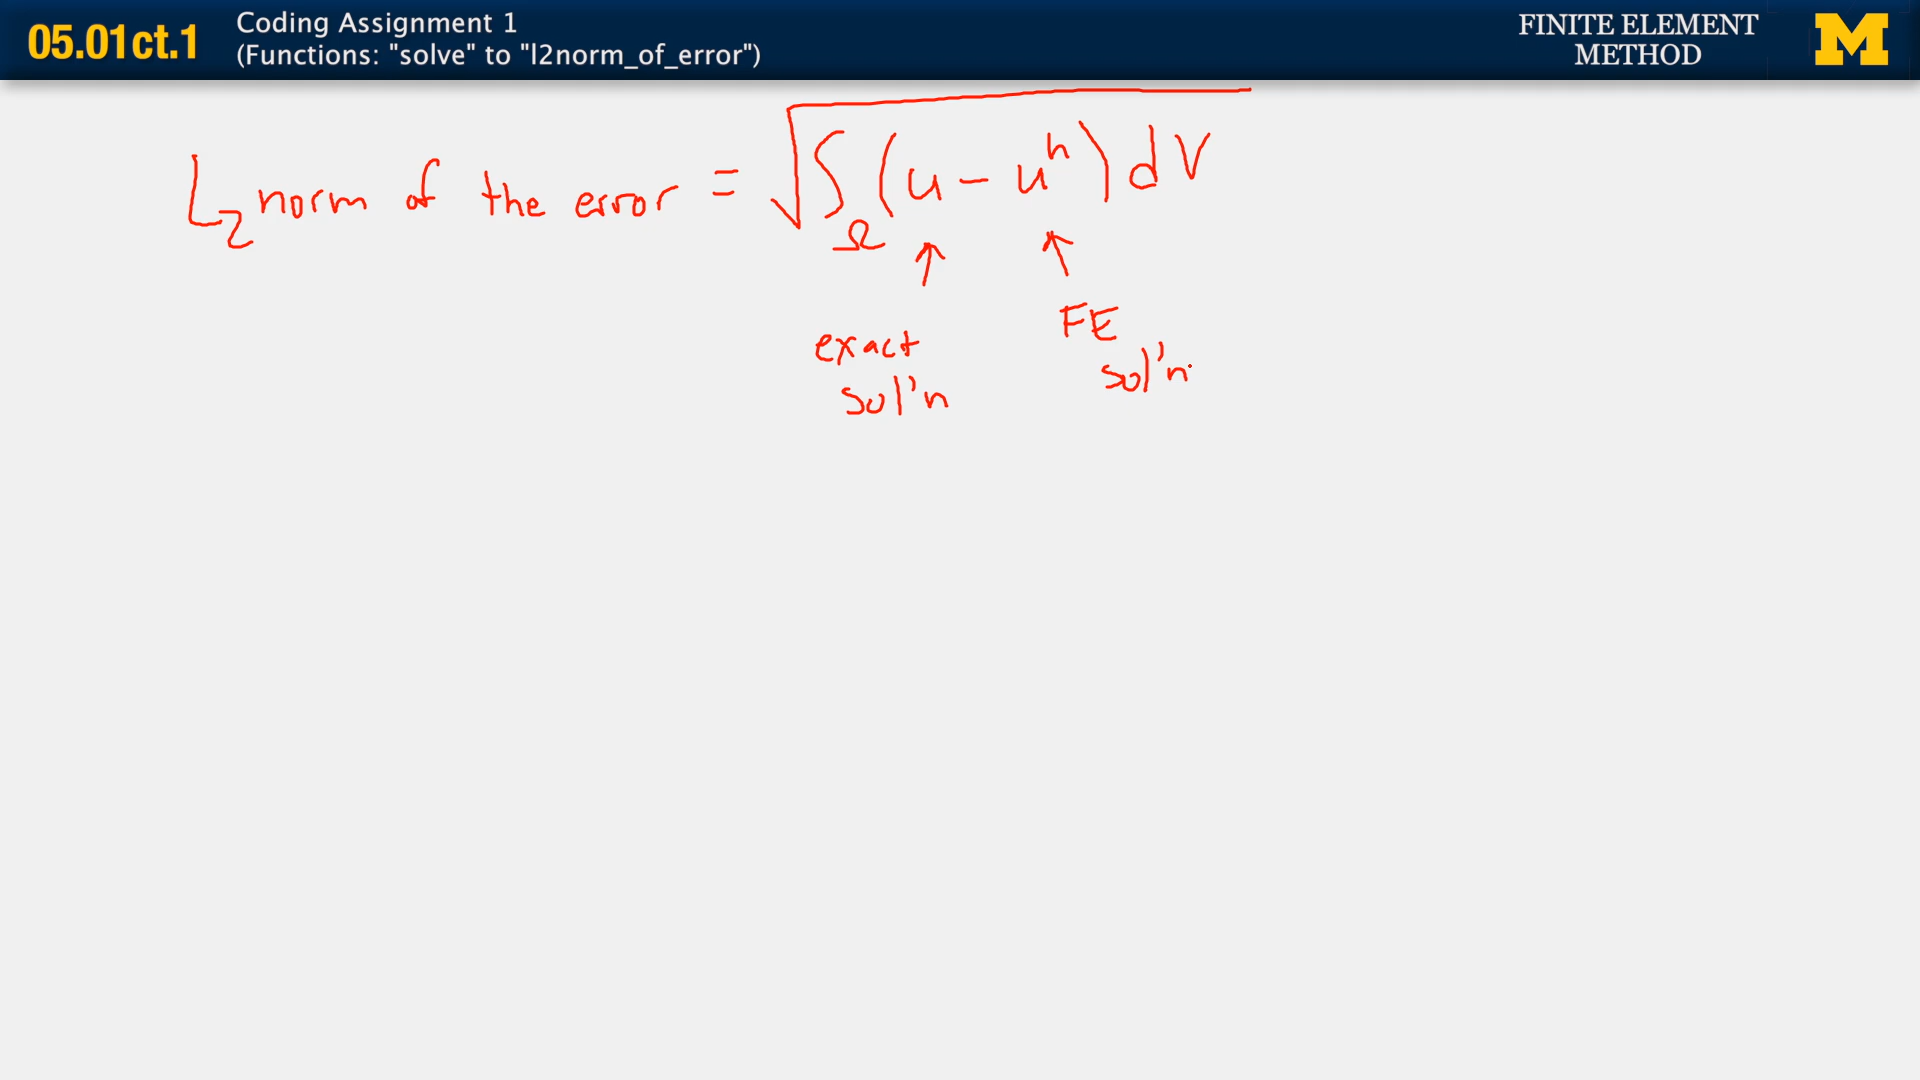 05.01ct.1
Coding Assignment 1
(Functions: "solve" to "l2norm_of_error")
FINITE ELEMENT
METHOD
M
L₂ norm of the error = √∫_Ω (u - uʰ) dV
↑ ↑
exact
sol'n
FE
sol'n